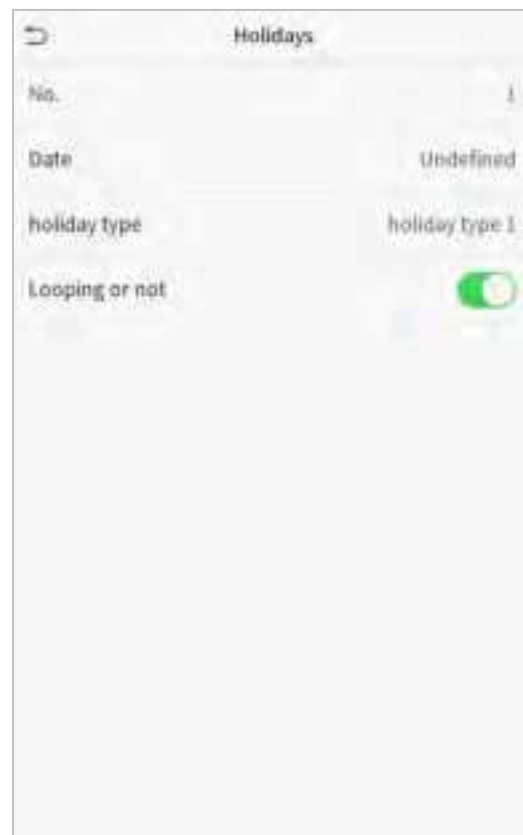 Holidays
No. 1
Date Undefined
holiday type holiday type 1
Looping or not